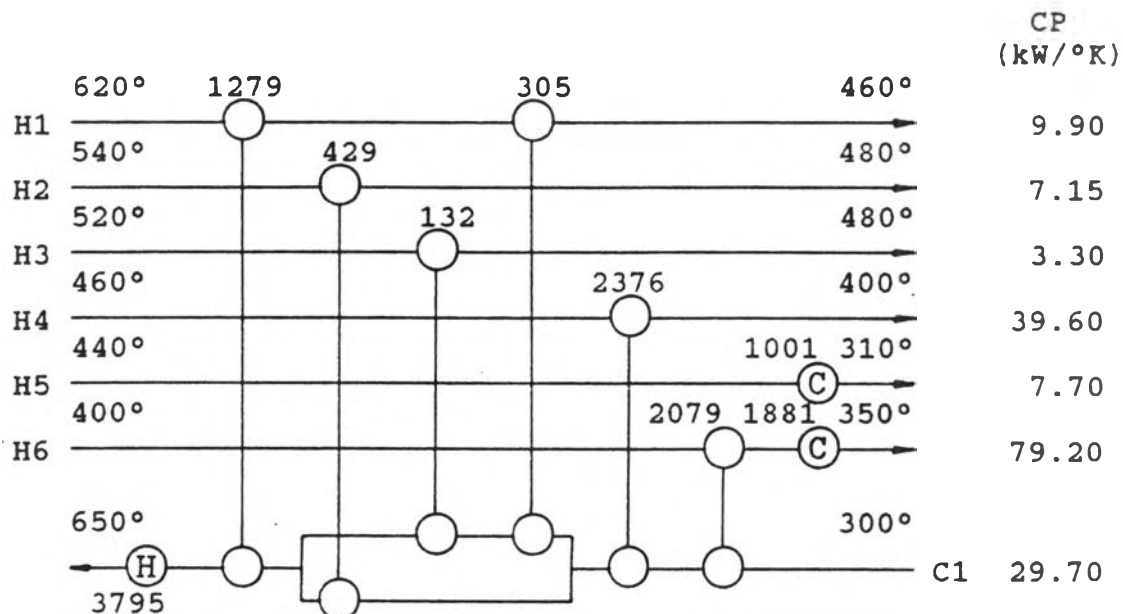 CP
(kW/°K)
620° 1279 305 460°
H1 9.90
540° 429 480°
H2 7.15
520° 132 480°
H3 3.30
460° 2376 400°
H4 39.60
440° 1001 310°
H5 C 7.70
400° 2079 1881 350°
H6 C 79.20
650° 300°
H C1 29.70
3795